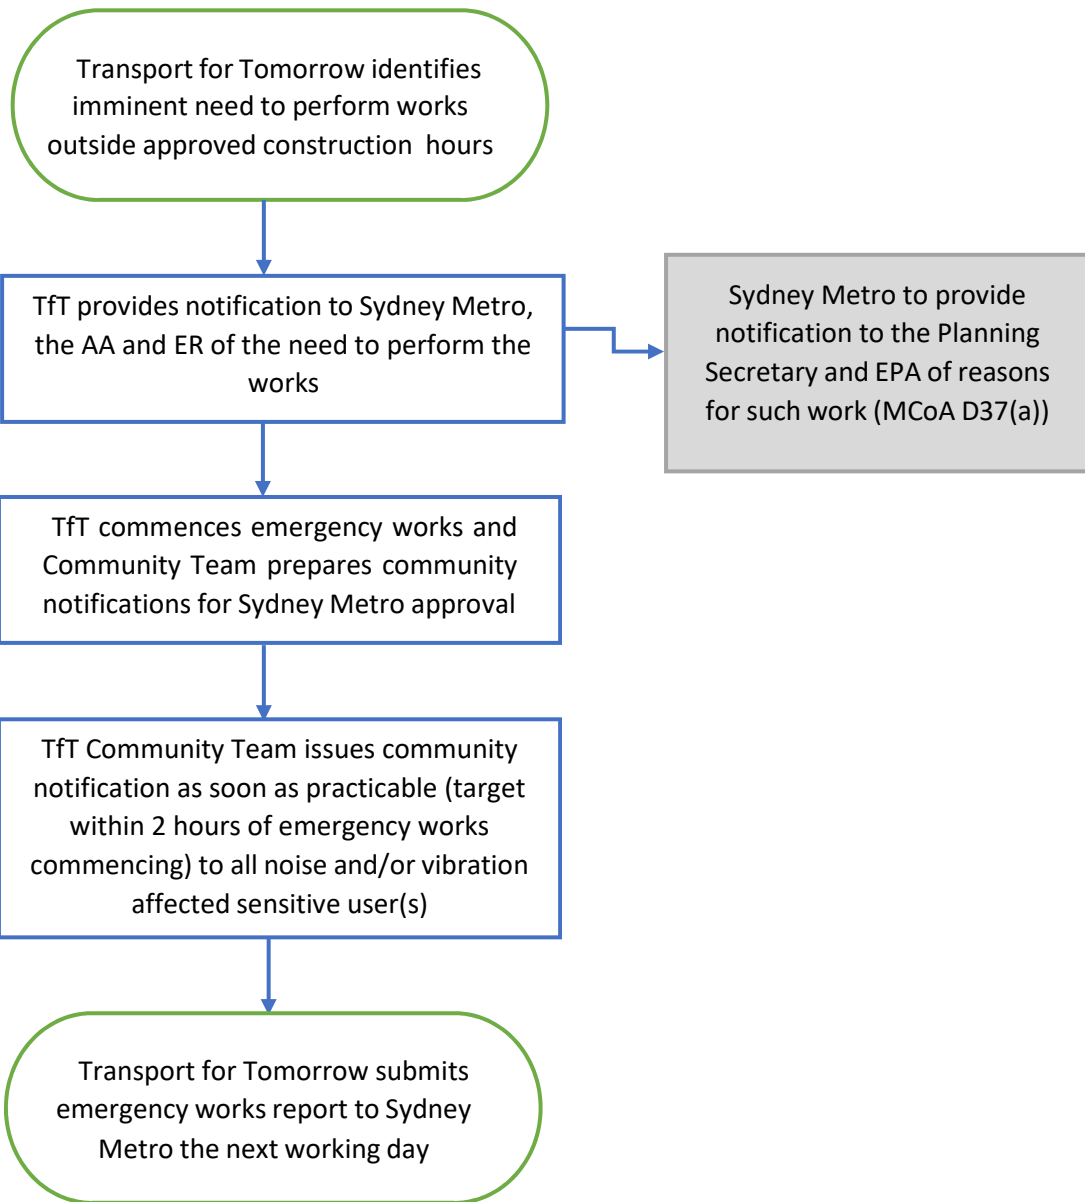 Transport for Tomorrow identifies
imminent need to perform works
outside approved construction hours
TfT provides notification to Sydney Metro,
the AA and ER of the need to perform the
works
Sydney Metro to provide
notification to the Planning
Secretary and EPA of reasons
for such work (MCoA D37(a))
TfT commences emergency works and
Community Team prepares community
notifications for Sydney Metro approval
TfT Community Team issues community
notification as soon as practicable (target
within 2 hours of emergency works
commencing) to all noise and/or vibration
affected sensitive user(s)
Transport for Tomorrow submits
emergency works report to Sydney
Metro the next working day